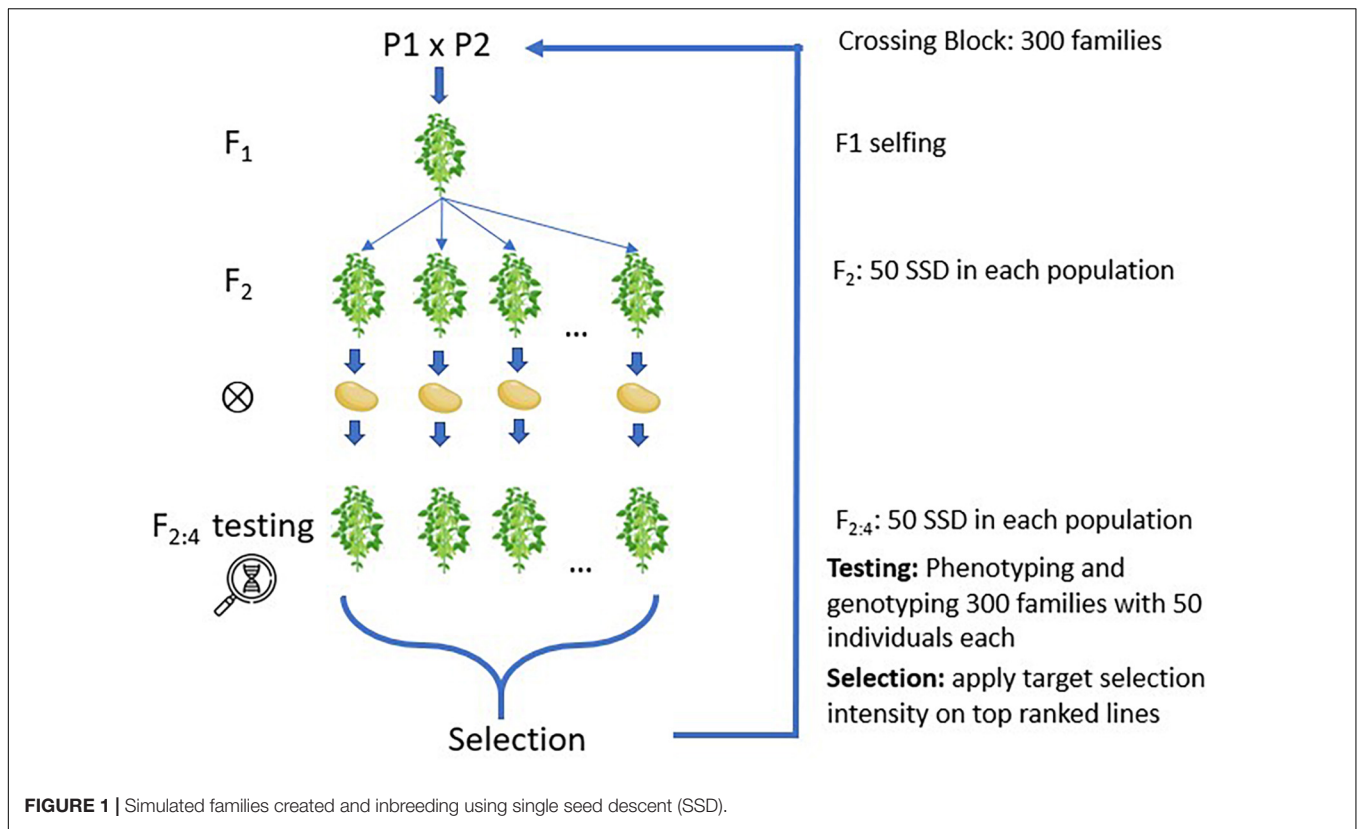 P1 x P2
Crossing Block: 300 families
F₁
F1 selfing
F₂
F₂: 50 SSD in each population
...
F₂:₄ testing
F₂:₄: 50 SSD in each population
...
Testing: Phenotyping and
genotyping 300 families with 50
individuals each
Selection: apply target selection
intensity on top ranked lines
Selection
FIGURE 1 | Simulated families created and inbreeding using single seed descent (SSD).